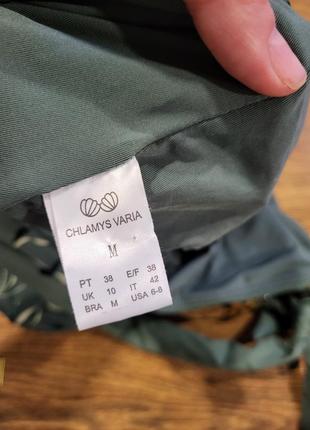 CHLAMYS VARIA
M
PT 38 E/F 38
UK 10 IT 42
BRA M USA 6-8